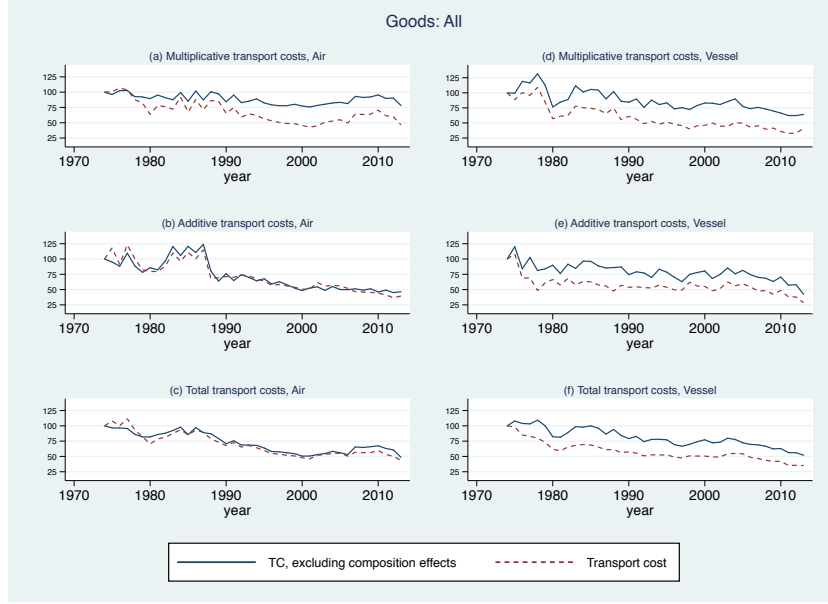 Goods: All
(a) Multiplicative transport costs, Air
125
100
75
50
25
1970 1980 1990 2000 2010
year
(d) Multiplicative transport costs, Vessel
125
100
75
50
25
1970 1980 1990 2000 2010
year
(b) Additive transport costs, Air
125
100
75
50
25
1970 1980 1990 2000 2010
year
(e) Additive transport costs, Vessel
125
100
75
50
25
1970 1980 1990 2000 2010
year
(c) Total transport costs, Air
125
100
75
50
25
1970 1980 1990 2000 2010
year
(f) Total transport costs, Vessel
125
100
75
50
25
1970 1980 1990 2000 2010
year
TC, excluding composition effects Transport cost